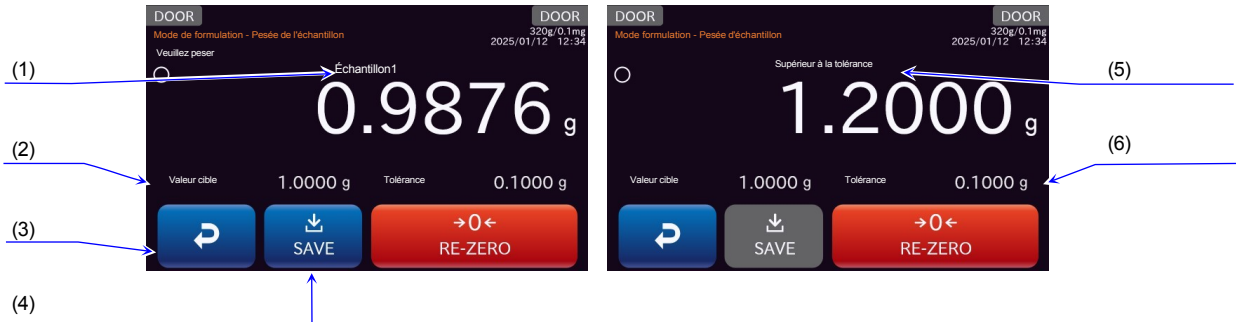 DOOR DOOR
Mode de formulation - Pesée de l'échantillon
320g/0.1mg
2025/01/12 12:34
Veuillez peser
Échantillon1
0.9876 g
Valeur cible 1.0000 g Tolérance 0.1000 g
SAVE
→0←
RE-ZERO
(1)
(2)
(3)
(4)
DOOR DOOR
Mode formulation - Pesée d'échantillon
320g/0.1mg
2025/01/12 12:34
Supérieur à la tolérance
1.2000 g
Valeur cible 1.0000 g Tolérance 0.1000 g
SAVE
→0←
RE-ZERO
(5)
(6)